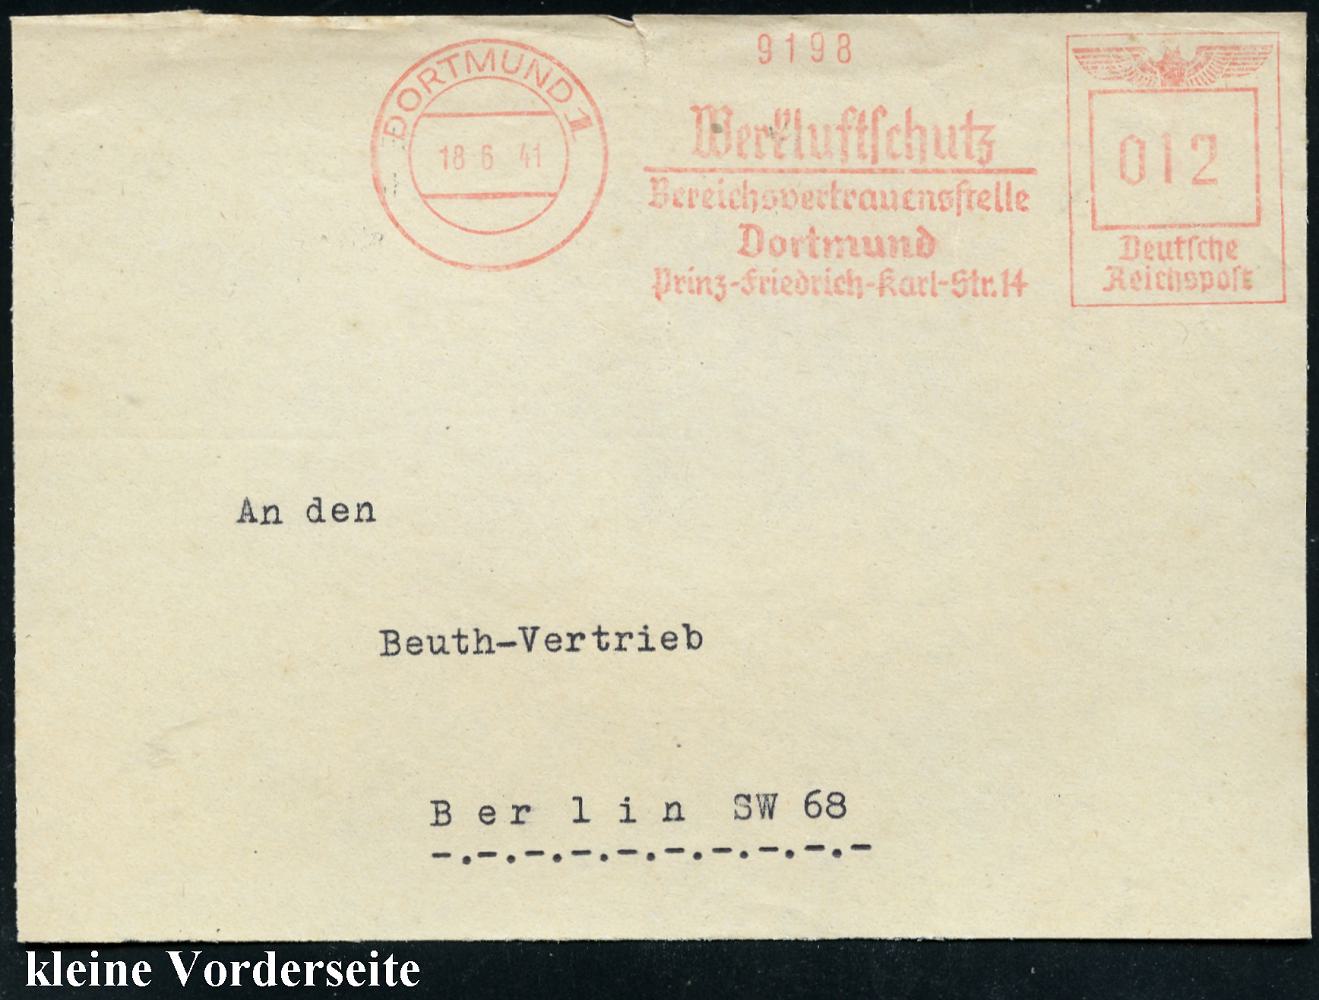 DORTMUND 1
18 6 41
9198
Werkluftschutz
Bereichsvertrauensstelle
Dortmund
Prinz-Friedrich-Karl-Str. 14
012
Deutsche
Reichspost
An den
Beuth-Vertrieb
Berlin SW 68
kleine Vorderseite